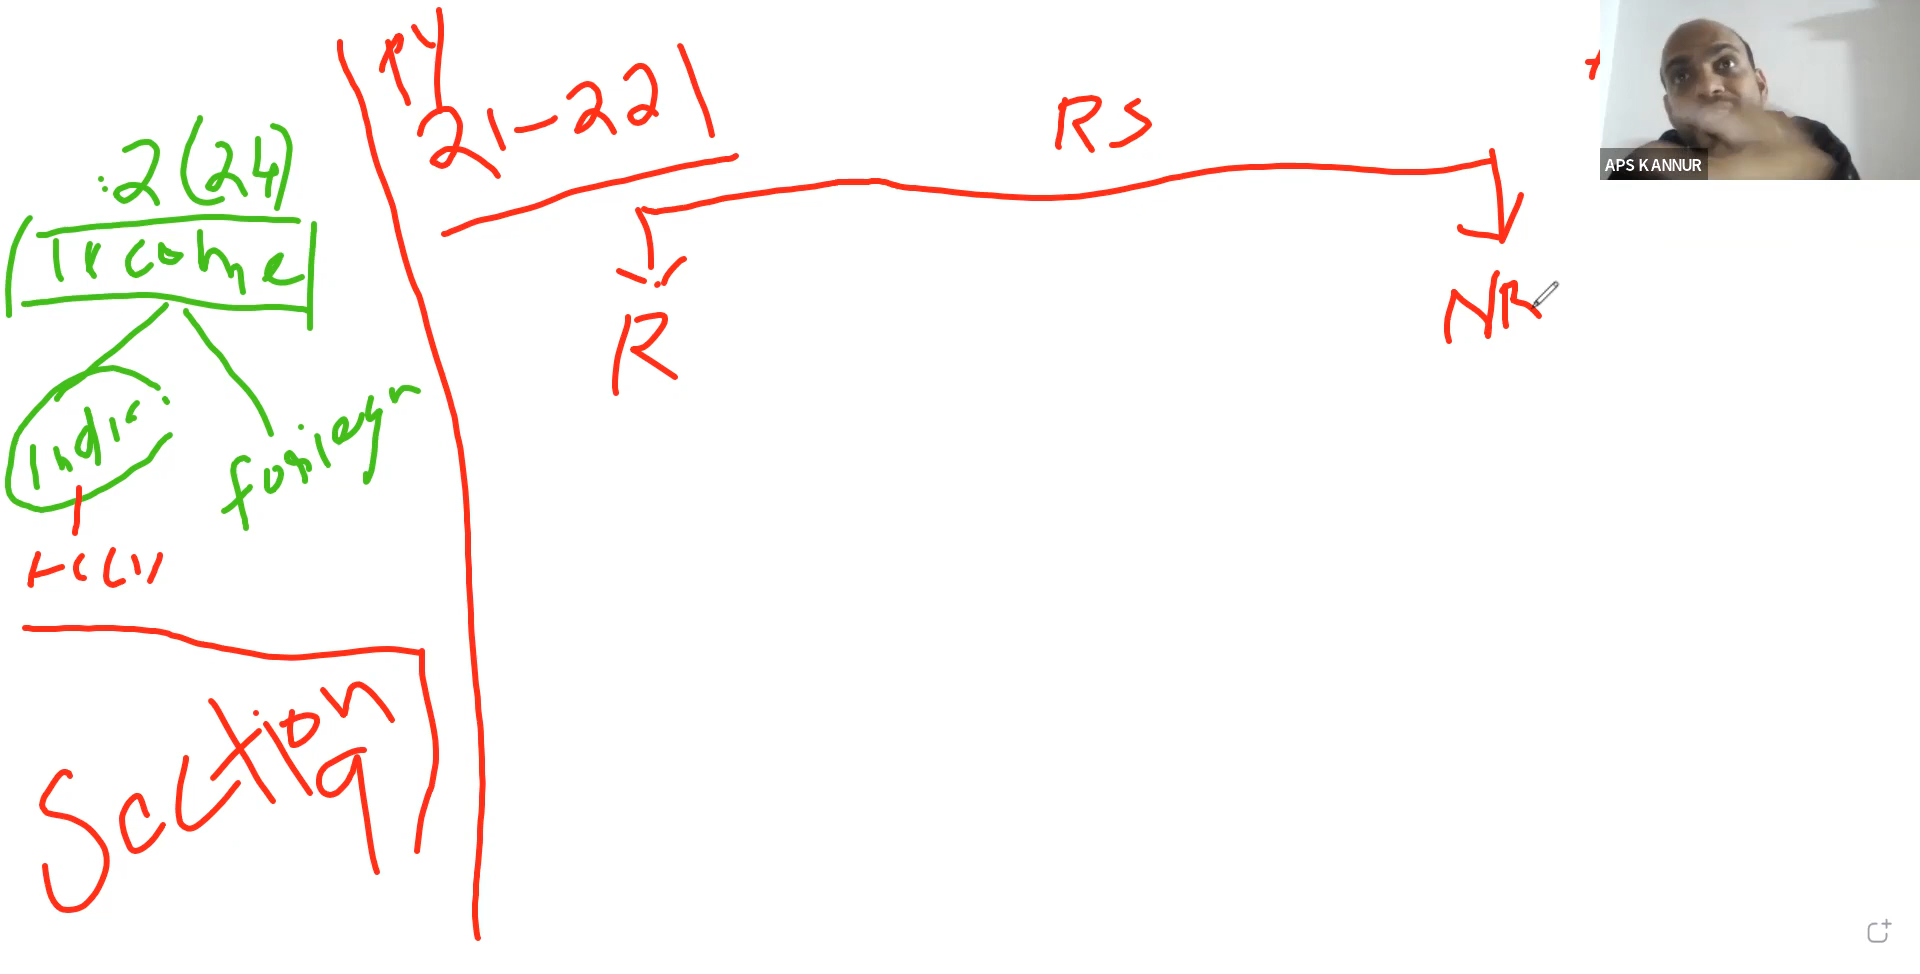 2(24)
Income
India
foriegn
PY
21-22
RS
R
NR
Section
9
APS KANNUR